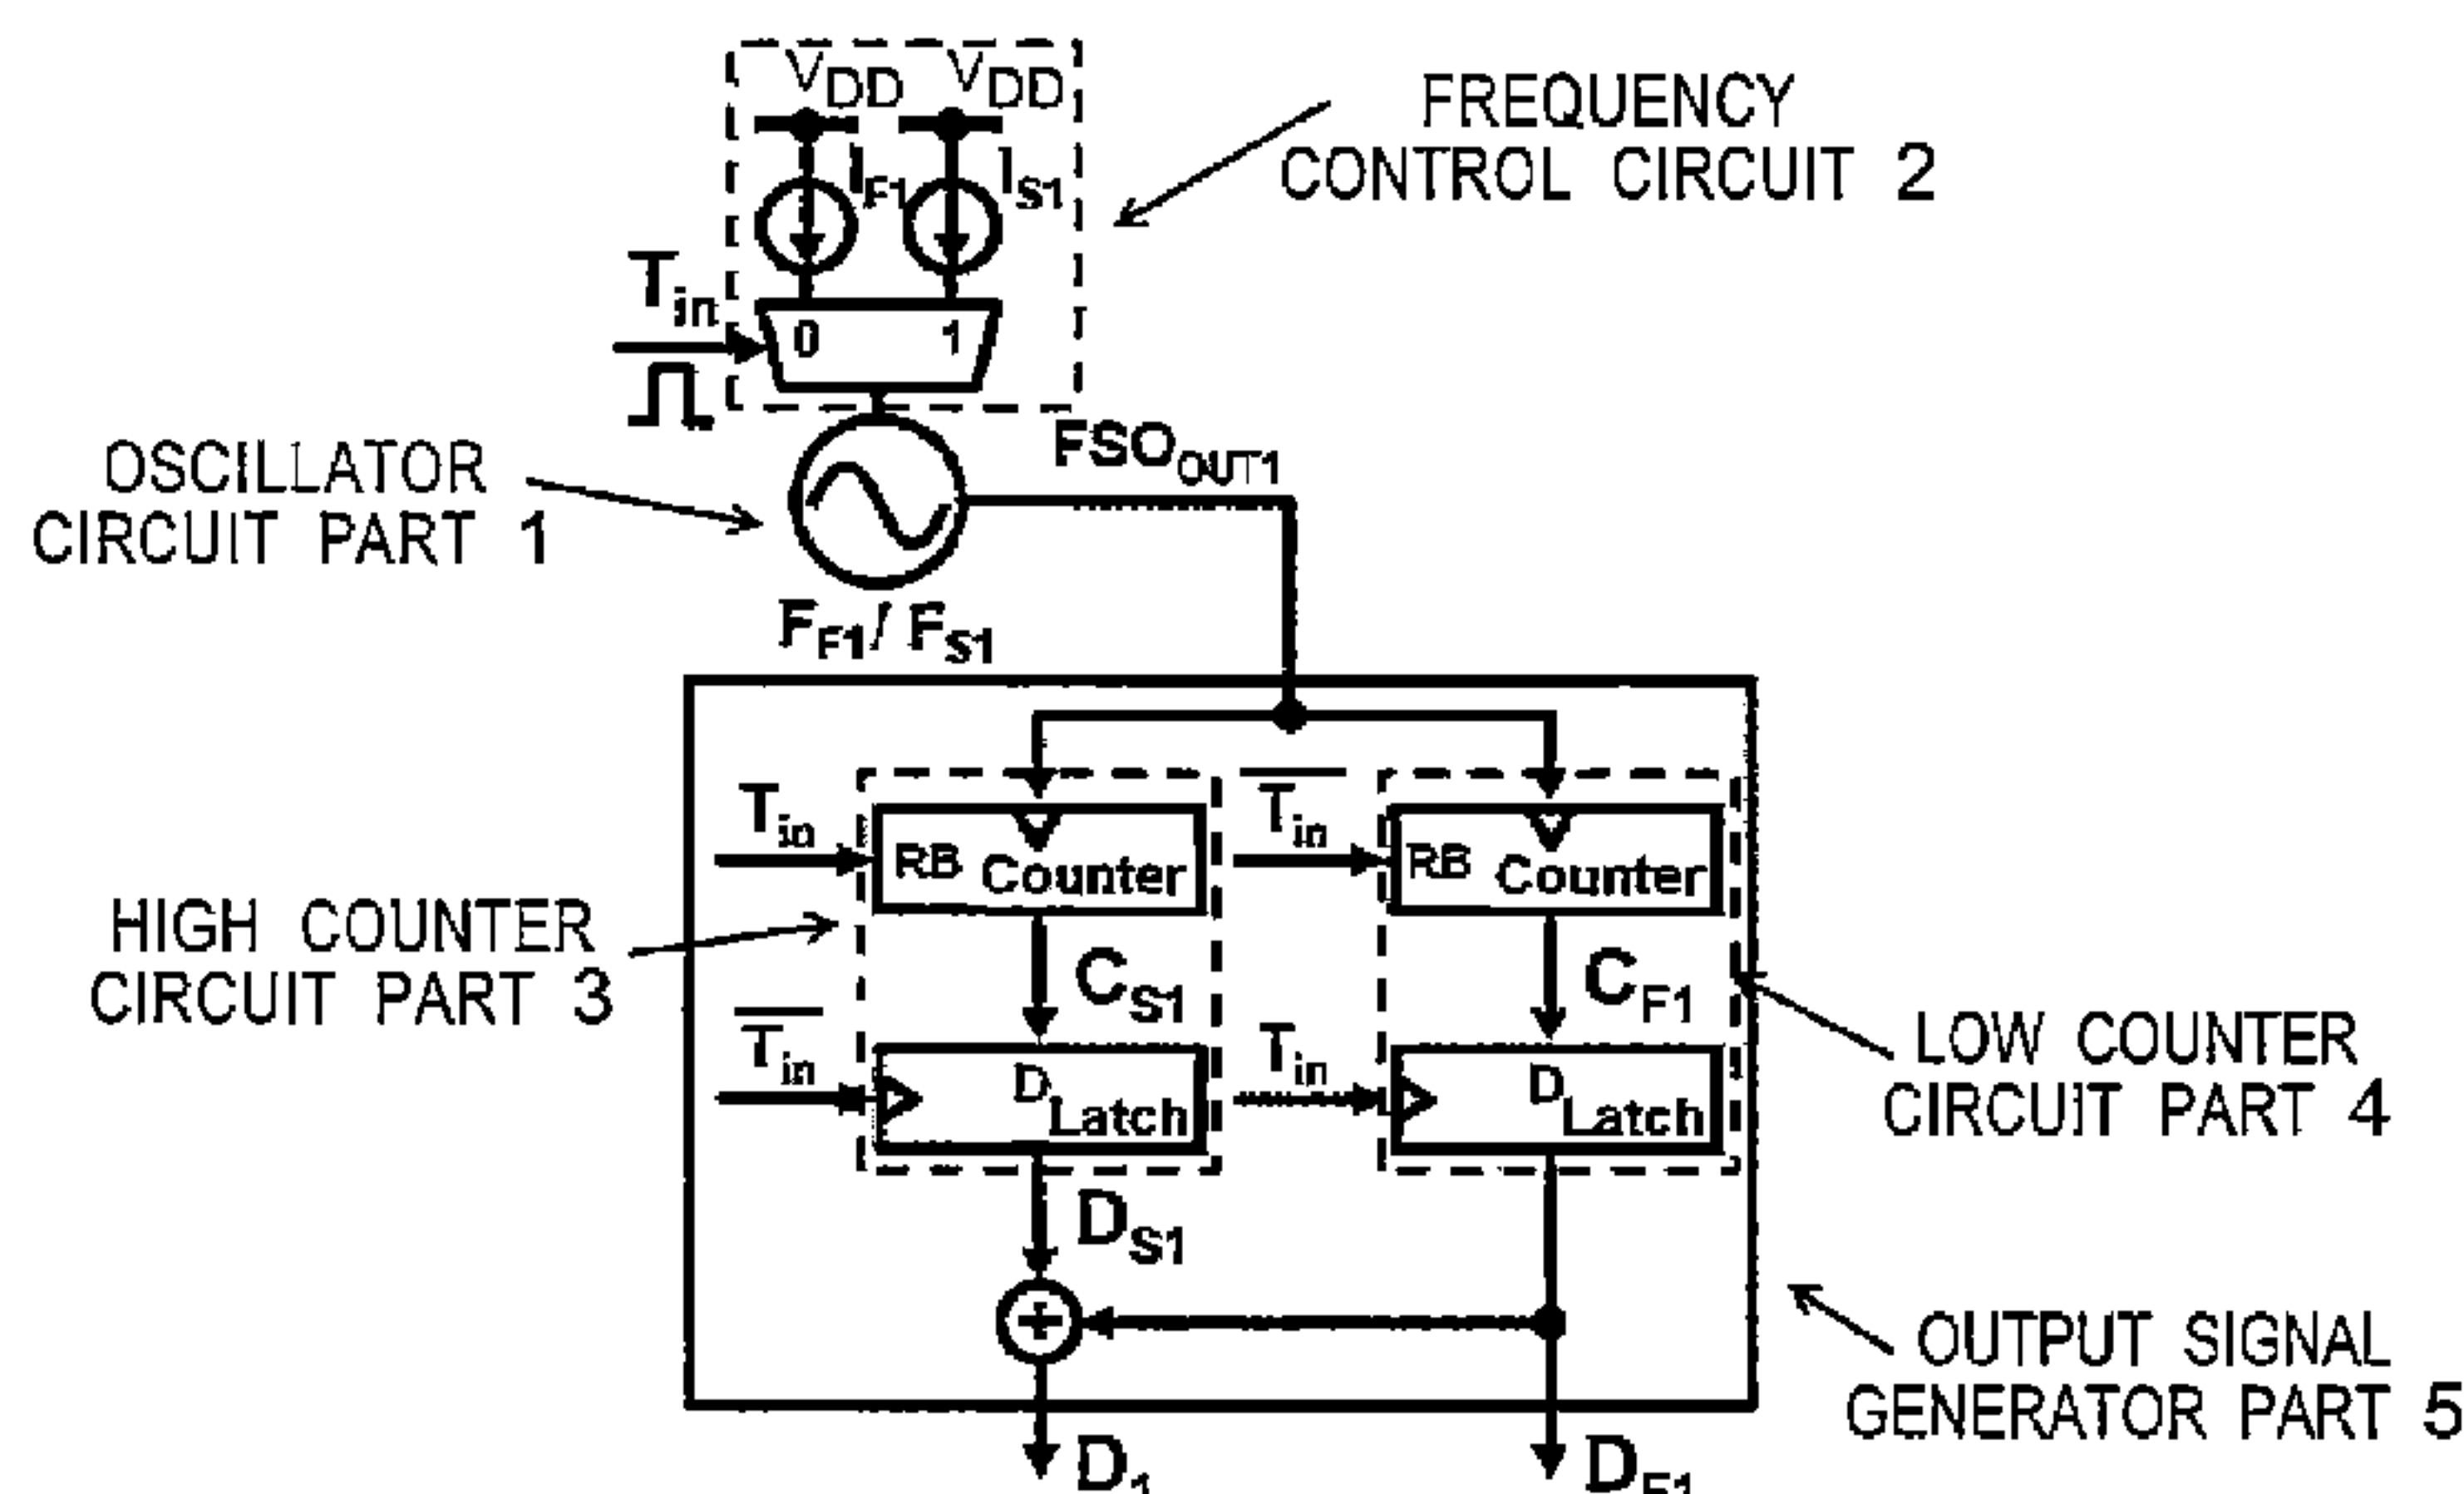 VDD VDD
IF1 IS1
FREQUENCY
CONTROL CIRCUIT 2
Tin
0 1
OSCILLATOR
CIRCUIT PART 1
FSOOUT1
FF1/ FS1
Tin
RB Counter
Tin
RB Counter
HIGH COUNTER
CIRCUIT PART 3
CS1
CF1
LOW COUNTER
CIRCUIT PART 4
Tin
D Latch
Tin
D Latch
DS1
+
OUTPUT SIGNAL
GENERATOR PART 5
D1
DF1